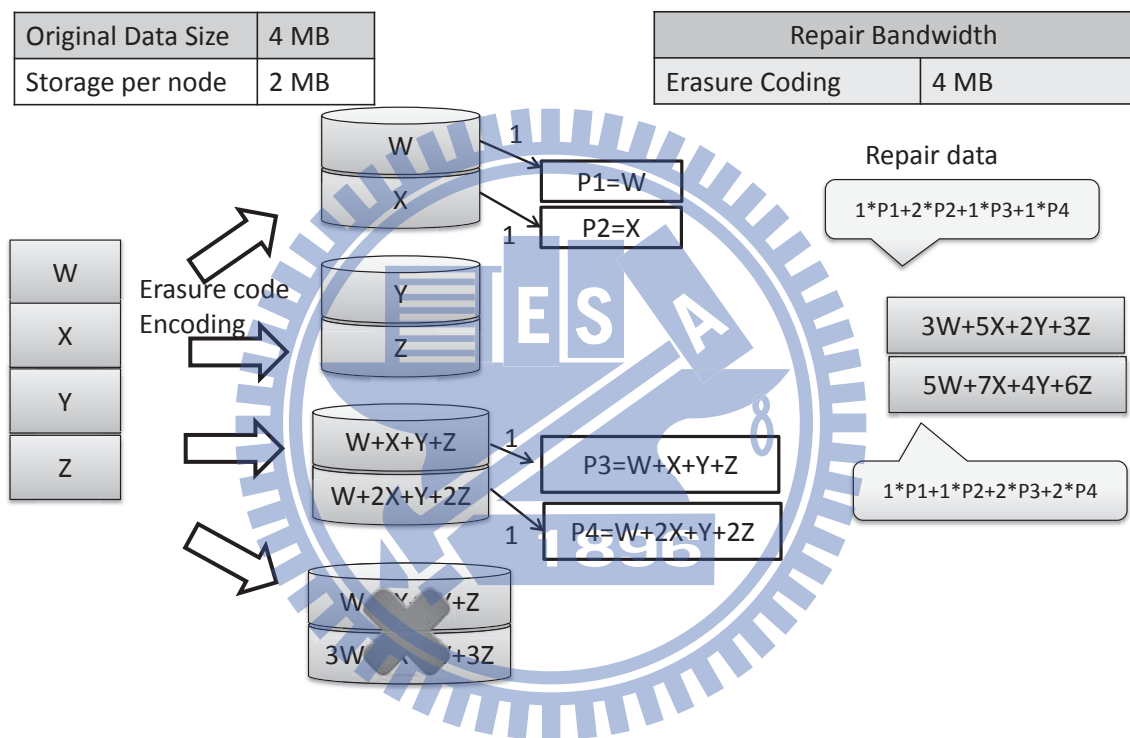 Original Data Size 4 MB
Storage per node 2 MB
Repair Bandwidth
Erasure Coding 4 MB
W
X
Y
Z
Erasure code
Encoding
W
X
1
1
P1=W
P2=X
Y
Z
W+X+Y+Z
W+2X+Y+2Z
1
1
P3=W+X+Y+Z
P4=W+2X+Y+2Z
+Z
3W
+3Z
Repair data
1*P1+2*P2+1*P3+1*P4
3W+5X+2Y+3Z
5W+7X+4Y+6Z
1*P1+1*P2+2*P3+2*P4
E S A
8
1896